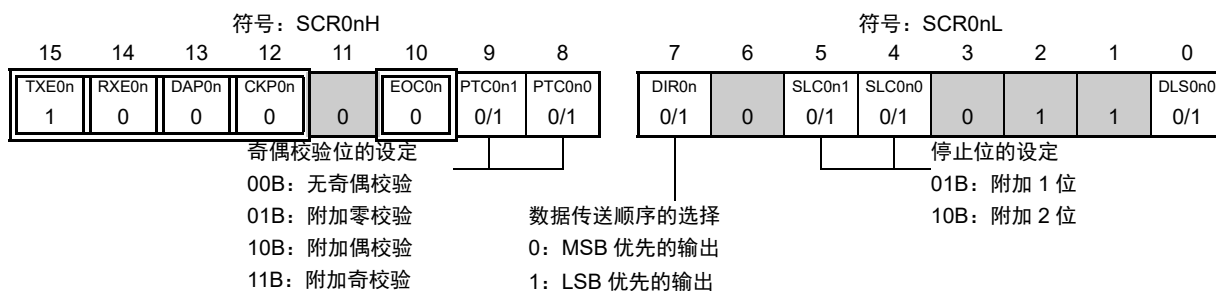 符号：SCR0nH
15 14 13 12 11 10 9 8
TXE0n RXE0n DAP0n CKP0n EOC0n PTC0n1 PTC0n0
1 0 0 0 0 0 0/1 0/1
奇偶校验位的设定
00B：无奇偶校验
01B：附加零校验
10B：附加偶校验
11B：附加奇校验
符号：SCR0nL
7 6 5 4 3 2 1 0
DIR0n SLC0n1 SLC0n0 DLS0n0
0/1 0 0/1 0/1 0 1 1 0/1
数据传送顺序的选择
0：MSB 优先的输出
1：LSB 优先的输出
停止位的设定
01B：附加 1 位
10B：附加 2 位